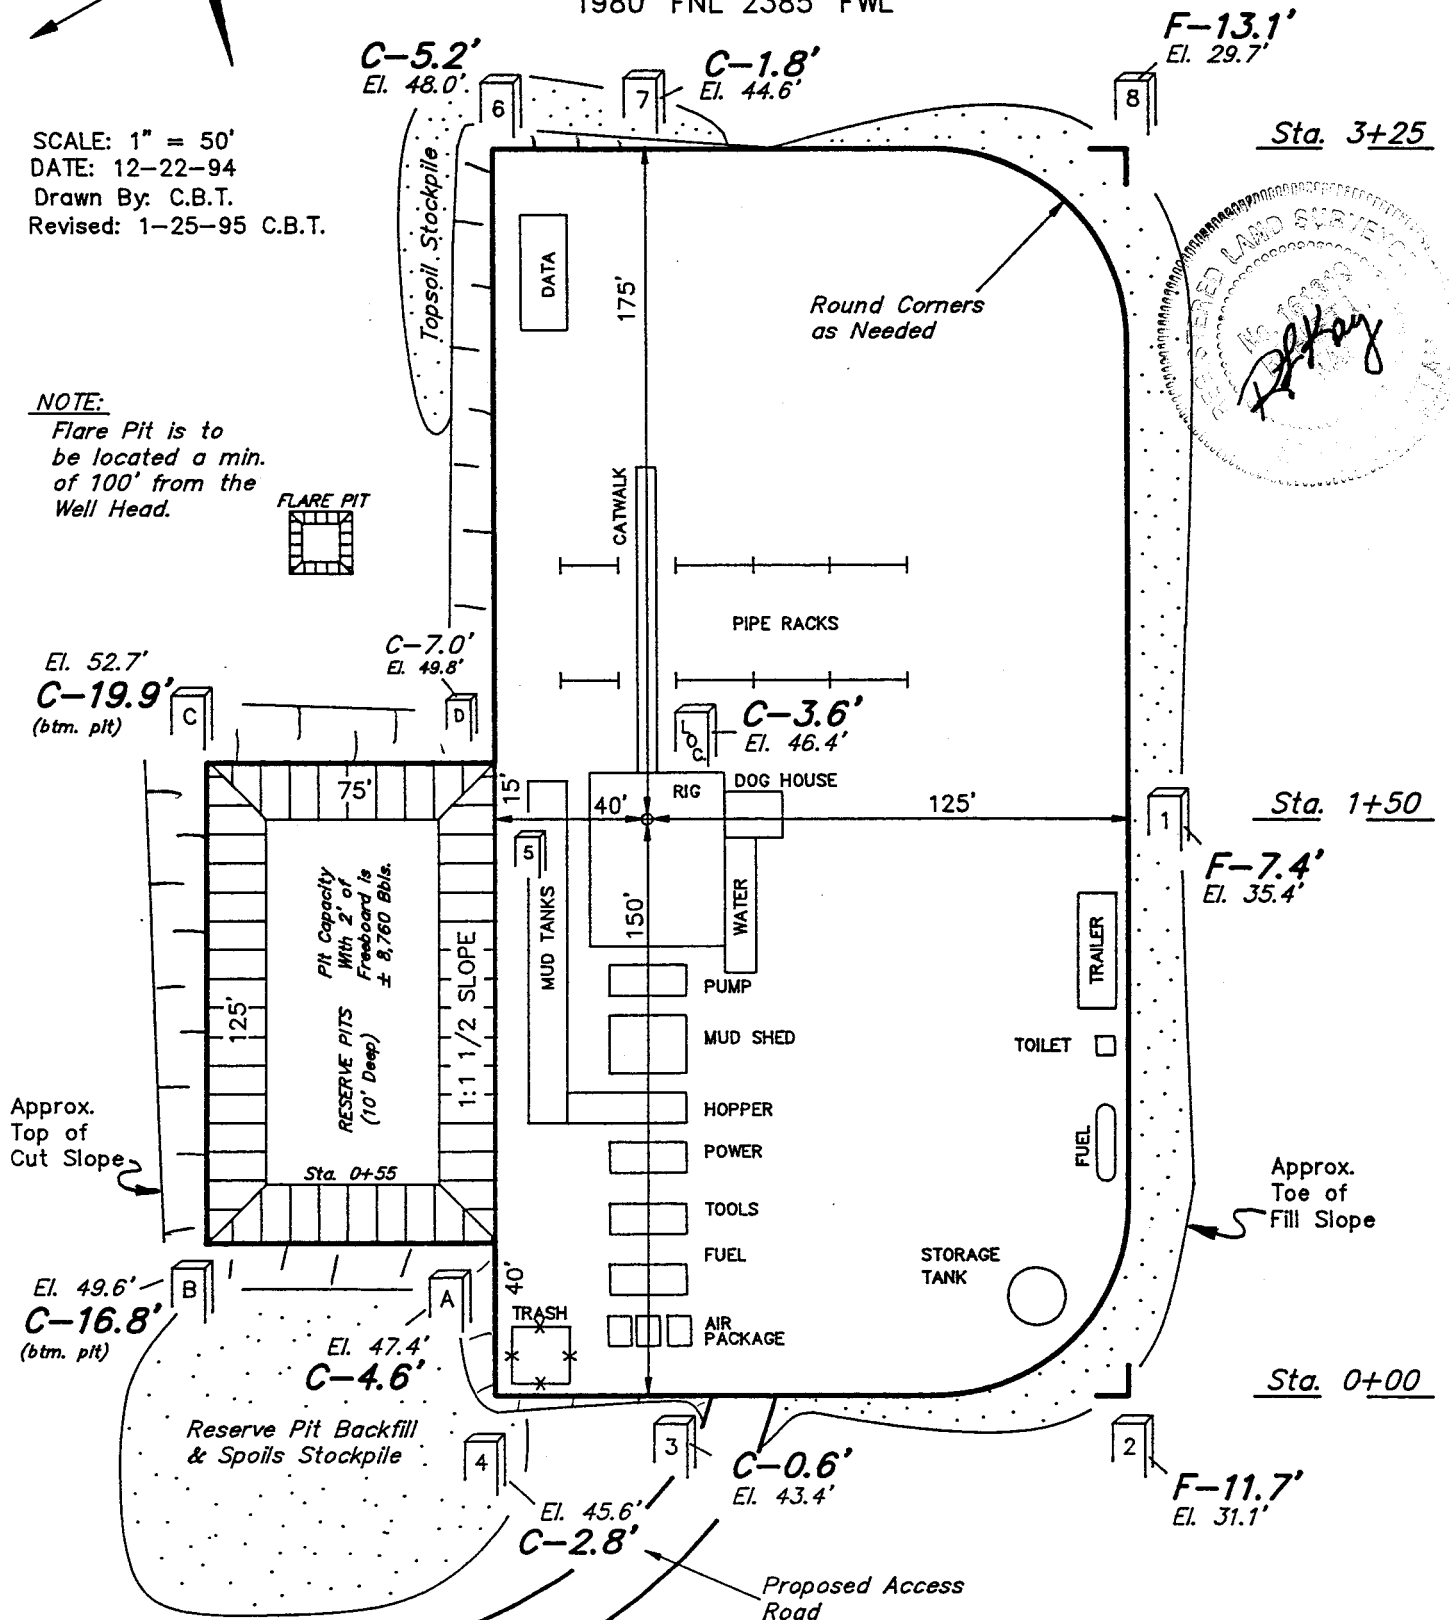 1980' FNL 2385' FWL
C-5.2'
El. 48.0'
6
7
C-1.8'
El. 44.6'
F-13.1'
El. 29.7'
8
SCALE: 1" = 50'
DATE: 12-22-94
Drawn By: C.B.T.
Revised: 1-25-95 C.B.T.
Sta. 3+25
Topsoil Stockpile
DATA
175'
Round Corners
as Needed
REGISTERED LAND SURVEYOR
NOTE:
Flare Pit is to
be located a min.
of 100' from the
Well Head.
FLARE PIT
CATWALK
PIPE RACKS
El. 52.7'
C-19.9'
(btm. pit)
C
C-7.0'
El. 49.8'
D
LOC.
C-3.6'
El. 46.4'
75'
15'
40'
RIG
DOG HOUSE
125'
1
Sta. 1+50
F-7.4'
El. 35.4'
5
MUD TANKS
150'
WATER
TRAILER
Pit Capacity
With 2' of
Freeboard is
± 8,760 Bbls.
RESERVE PITS
(10' Deep)
125'
1:1 1/2 SLOPE
Sta. 0+55
PUMP
MUD SHED
HOPPER
POWER
TOOLS
FUEL
AIR
PACKAGE
TOILET
FUEL
STORAGE
TANK
Approx.
Top of
Cut Slope
Approx.
Toe of
Fill Slope
El. 49.6'
C-16.8'
(btm. pit)
B
A
El. 47.4'
C-4.6'
40'
TRASH
Sta. 0+00
Reserve Pit Backfill
& Spoils Stockpile
4
El. 45.6'
C-2.8'
3
C-0.6'
El. 43.4'
2
F-11.7'
El. 31.1'
Proposed Access
Road